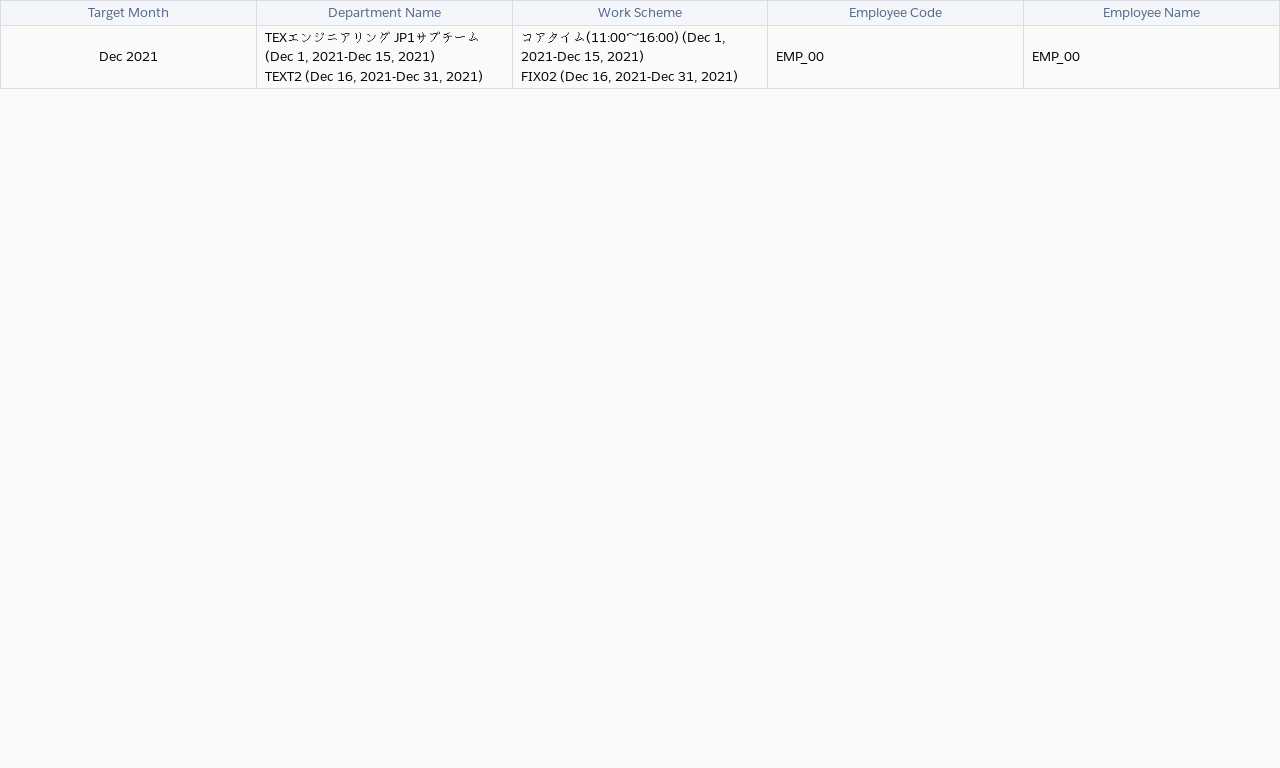 Target Month
Department Name
Work Scheme
Employee Code
Employee Name
Dec 2021
TEXエンジニアリング JP1サブチーム
(Dec 1, 2021-Dec 15, 2021)
TEXT2 (Dec 16, 2021-Dec 31, 2021)
コアタイム(11:00〜16:00) (Dec 1,
2021-Dec 15, 2021)
FIX02 (Dec 16, 2021-Dec 31, 2021)
EMP_00
EMP_00